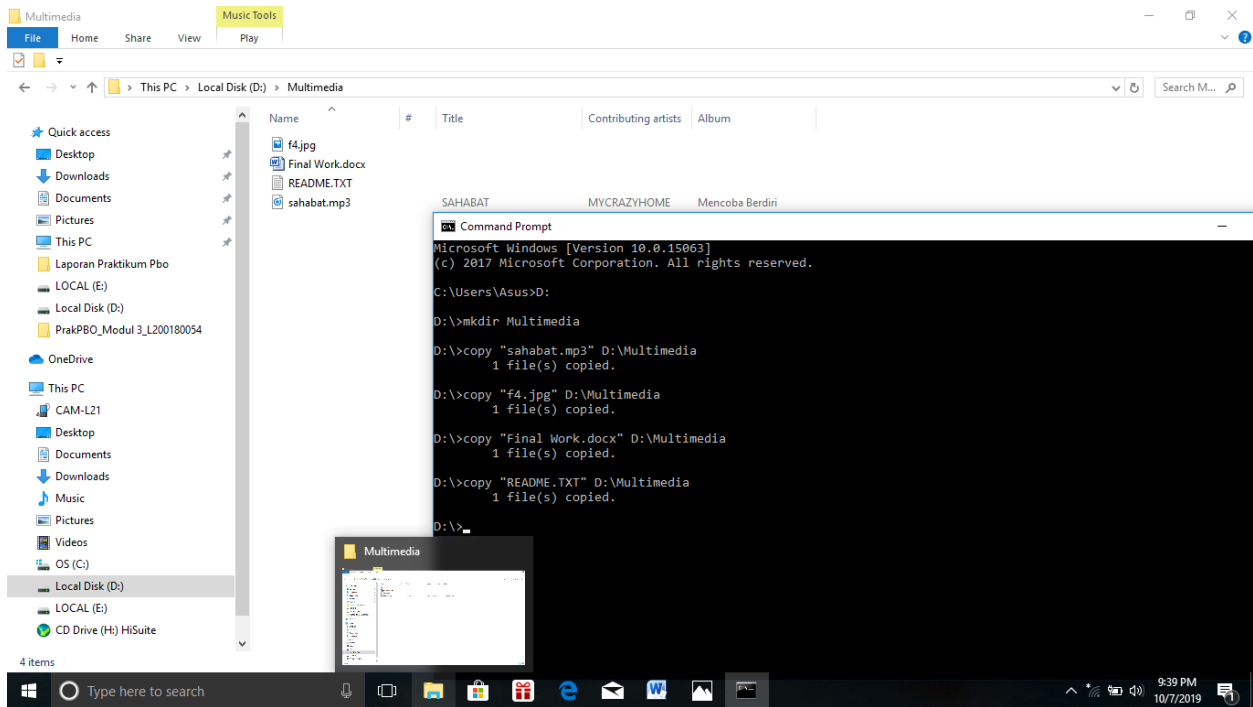 Multimedia
Music Tools
File Home Share View Play
This PC > Local Disk (D:) > Multimedia
Search M...
Name # Title Contributing artists Album
Quick access
Desktop
Downloads
Documents
Pictures
This PC
Laporan Praktikum Pbo
LOCAL (E:)
Local Disk (D:)
PrakPBO_Modul 3_L200180054
OneDrive
This PC
CAM-L21
Desktop
Documents
Downloads
Music
Pictures
Videos
OS (C:)
Local Disk (D:)
LOCAL (E:)
CD Drive (H:) HiSuite
4 items
f4.jpg
Final Work.docx
README.TXT
sahabat.mp3 SAHABAT MYCRAZYHOME Mencoba Berdiri
Command Prompt
Microsoft Windows [Version 10.0.15063]
(c) 2017 Microsoft Corporation. All rights reserved.
C:\Users\Asus>D:
D:\>mkdir Multimedia
D:\>copy "sahabat.mp3" D:\Multimedia
1 file(s) copied.
D:\>copy "f4.jpg" D:\Multimedia
1 file(s) copied.
D:\>copy "Final Work.docx" D:\Multimedia
1 file(s) copied.
D:\>copy "README.TXT" D:\Multimedia
1 file(s) copied.
D:\>
Multimedia
Type here to search
9:39 PM
10/7/2019
1